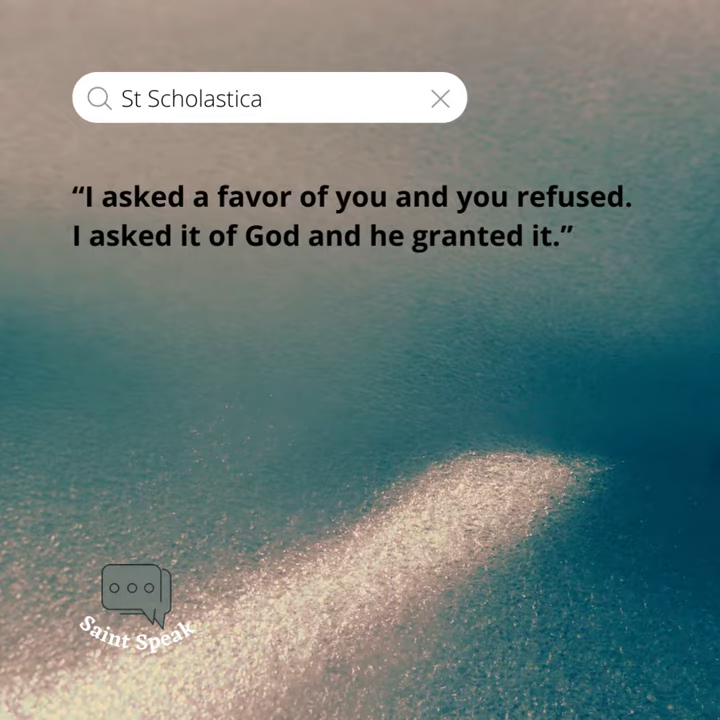 St Scholastica
“I asked a favor of you and you refused.
I asked it of God and he granted it.”
Saint Speak